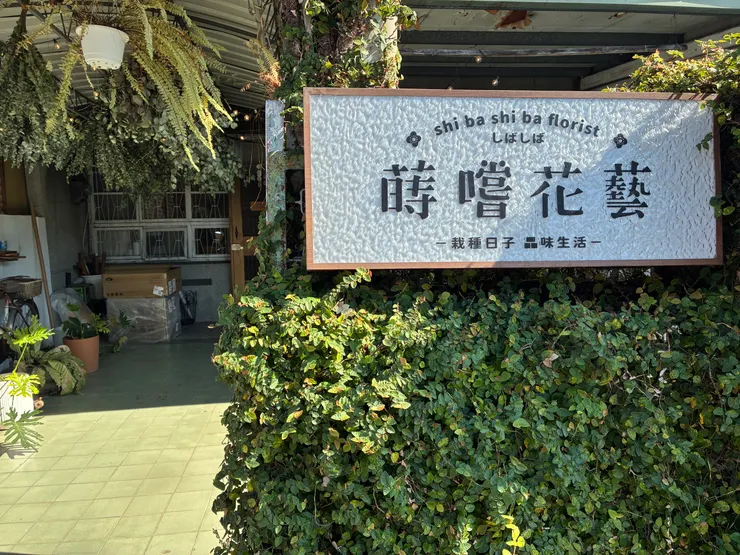 shi ba shi ba florist
しばしば
蒔嚐花藝
－栽種日子 品味生活－